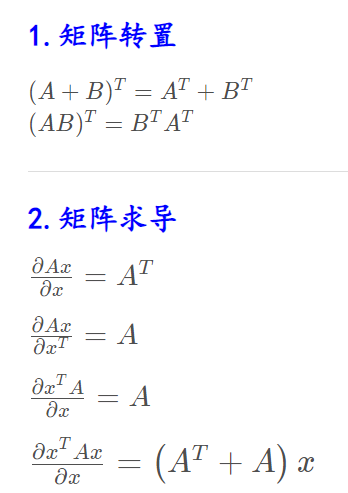 1.矩阵转置
$(A + B)^T = A^T + B^T$
$(AB)^T = B^T A^T$
2.矩阵求导
$\frac{\partial Ax}{\partial x} = A^T$
$\frac{\partial Ax}{\partial x^T} = A$
$\frac{\partial x^T A}{\partial x} = A$
$\frac{\partial x^T Ax}{\partial x} = \left(A^T + A\right) x$